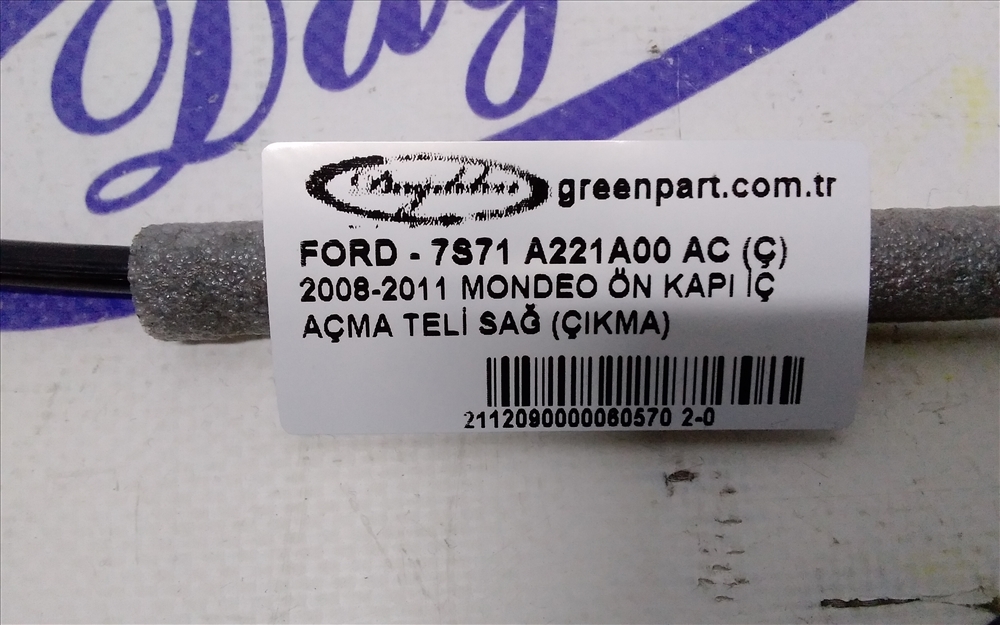 greenpart.com.tr
FORD - 7S71 A221A00 AC (Ç)
2008-2011 MONDEO ÖN KAPI İÇ
AÇMA TELİ SAĞ (ÇIKMA)
2112090000060570 2-0